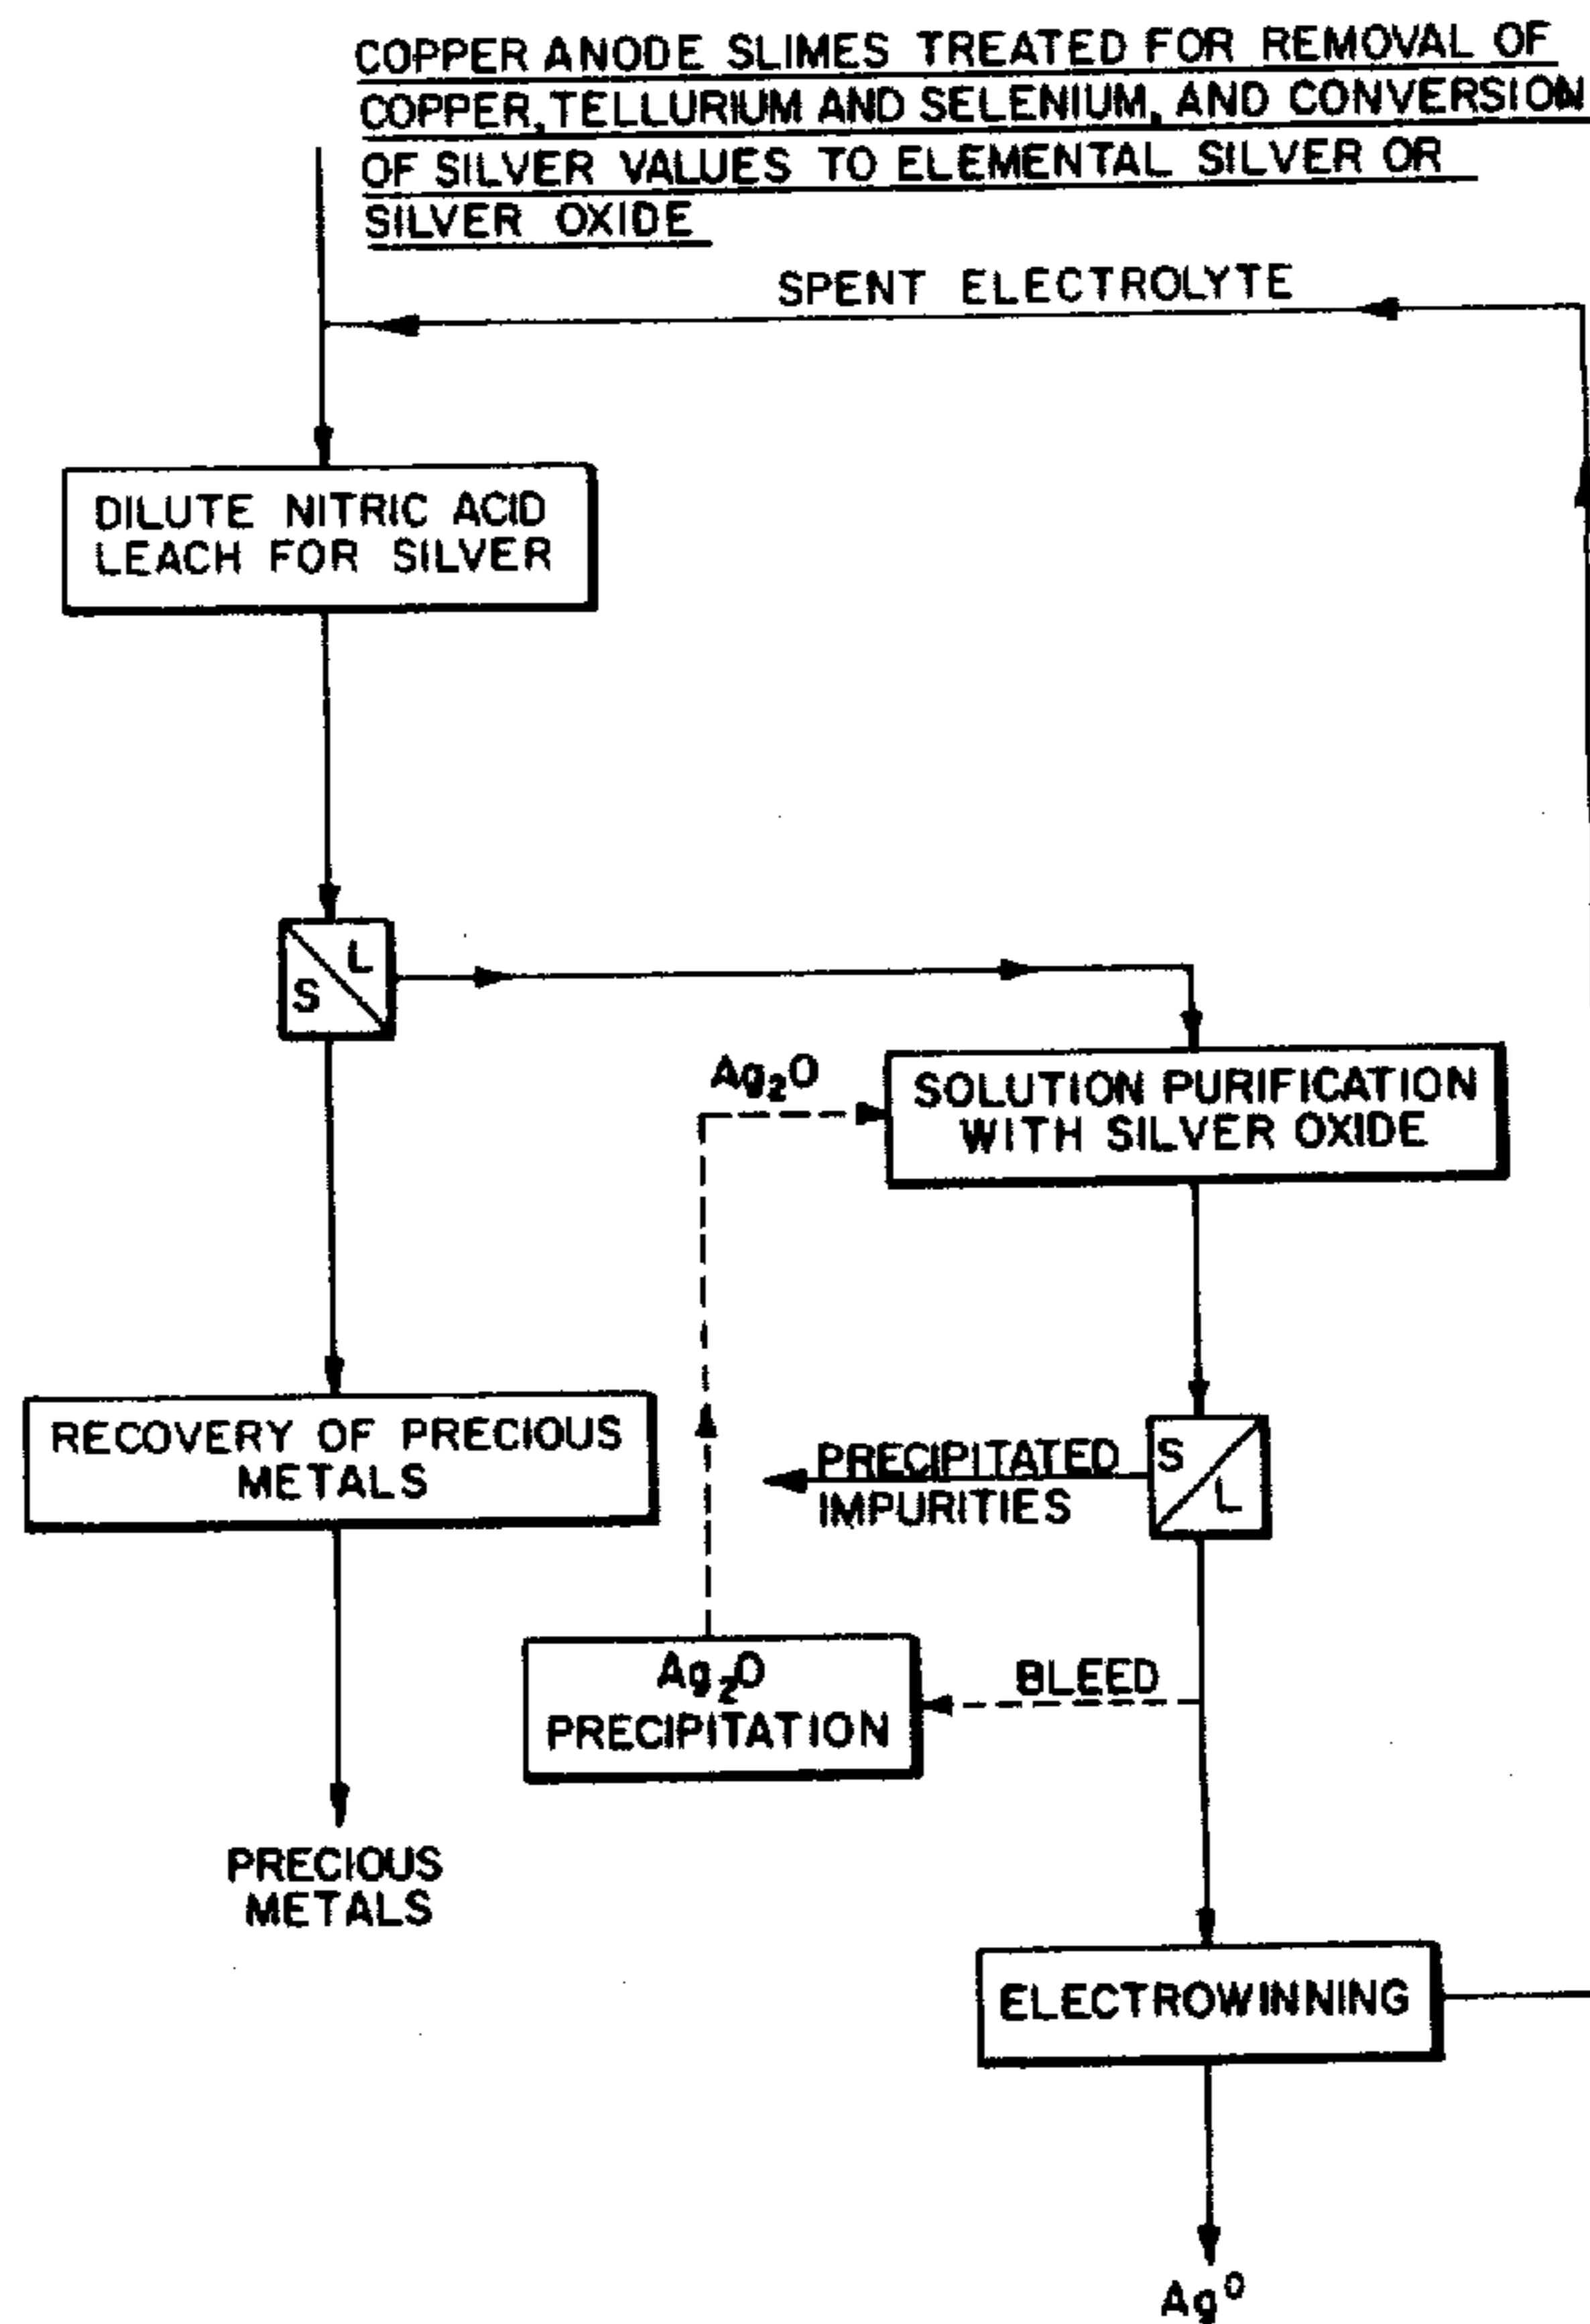 COPPER ANODE SLIMES TREATED FOR REMOVAL OF
COPPER, TELLURIUM AND SELENIUM, AND CONVERSION
OF SILVER VALUES TO ELEMENTAL SILVER OR
SILVER OXIDE
SPENT ELECTROLYTE
DILUTE NITRIC ACID
LEACH FOR SILVER
L
S
Ag₂O
SOLUTION PURIFICATION
WITH SILVER OXIDE
RECOVERY OF PRECIOUS
METALS
PRECIPITATED
IMPURITIES
S
L
Ag₂O
PRECIPITATION
BLEED
PRECIOUS
METALS
ELECTROWINNING
Ag⁰